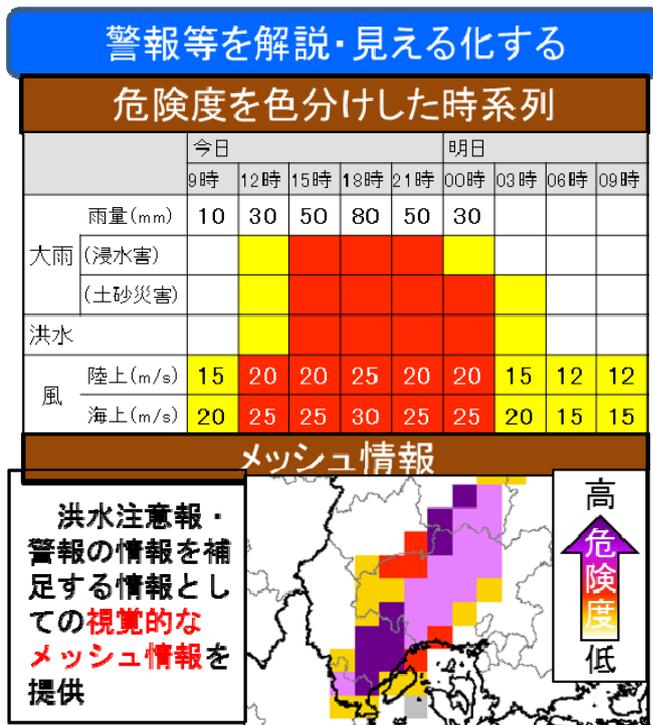 警報等を解説・見える化する
危険度を色分けした時系列
今日 明日
9時 12時 15時 18時 21時 00時 03時 06時 09時
雨量(mm) 10 30 50 80 50 30
大雨 (浸水害)
(土砂災害)
洪水
風 陸上(m/s) 15 20 20 25 20 20 15 12 12
海上(m/s) 20 25 25 30 25 25 20 15 15
メッシュ情報
洪水注意報・
警報の情報を補
足する情報とし
ての視覚的な
メッシュ情報を
提供
高
危険度
低